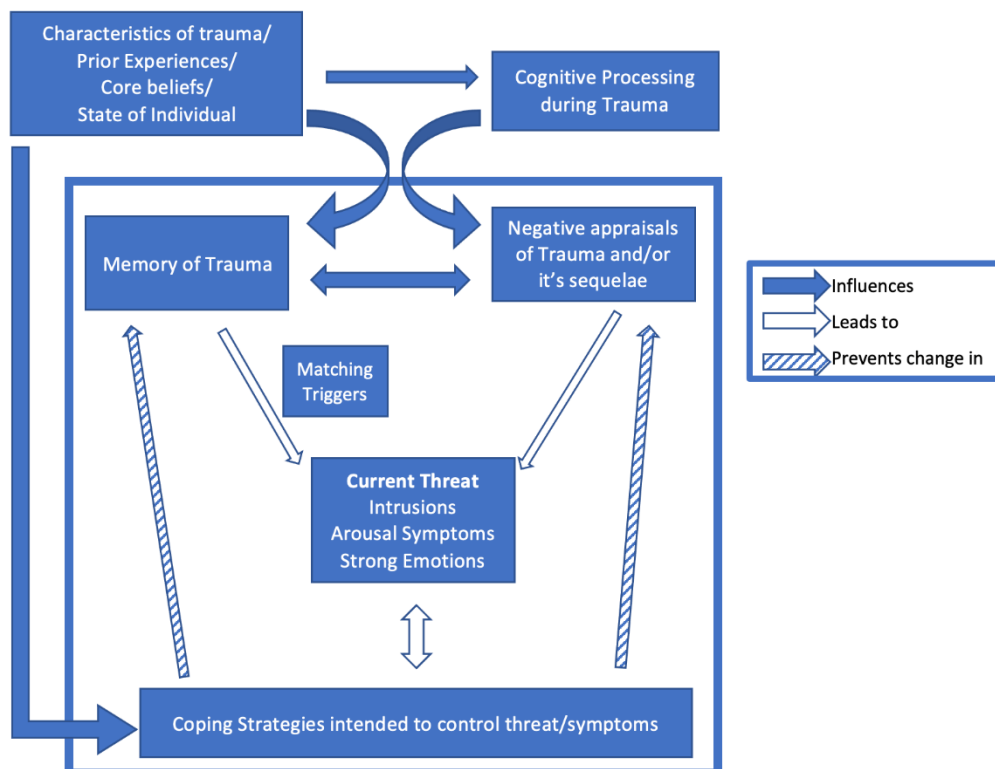 Characteristics of trauma/
Prior Experiences/
Core beliefs/
State of Individual
Cognitive Processing
during Trauma
Memory of Trauma
Negative appraisals
of Trauma and/or
it's sequelae
Influences
Leads to
Prevents change in
Matching
Triggers
Current Threat
Intrusions
Arousal Symptoms
Strong Emotions
Coping Strategies intended to control threat/symptoms